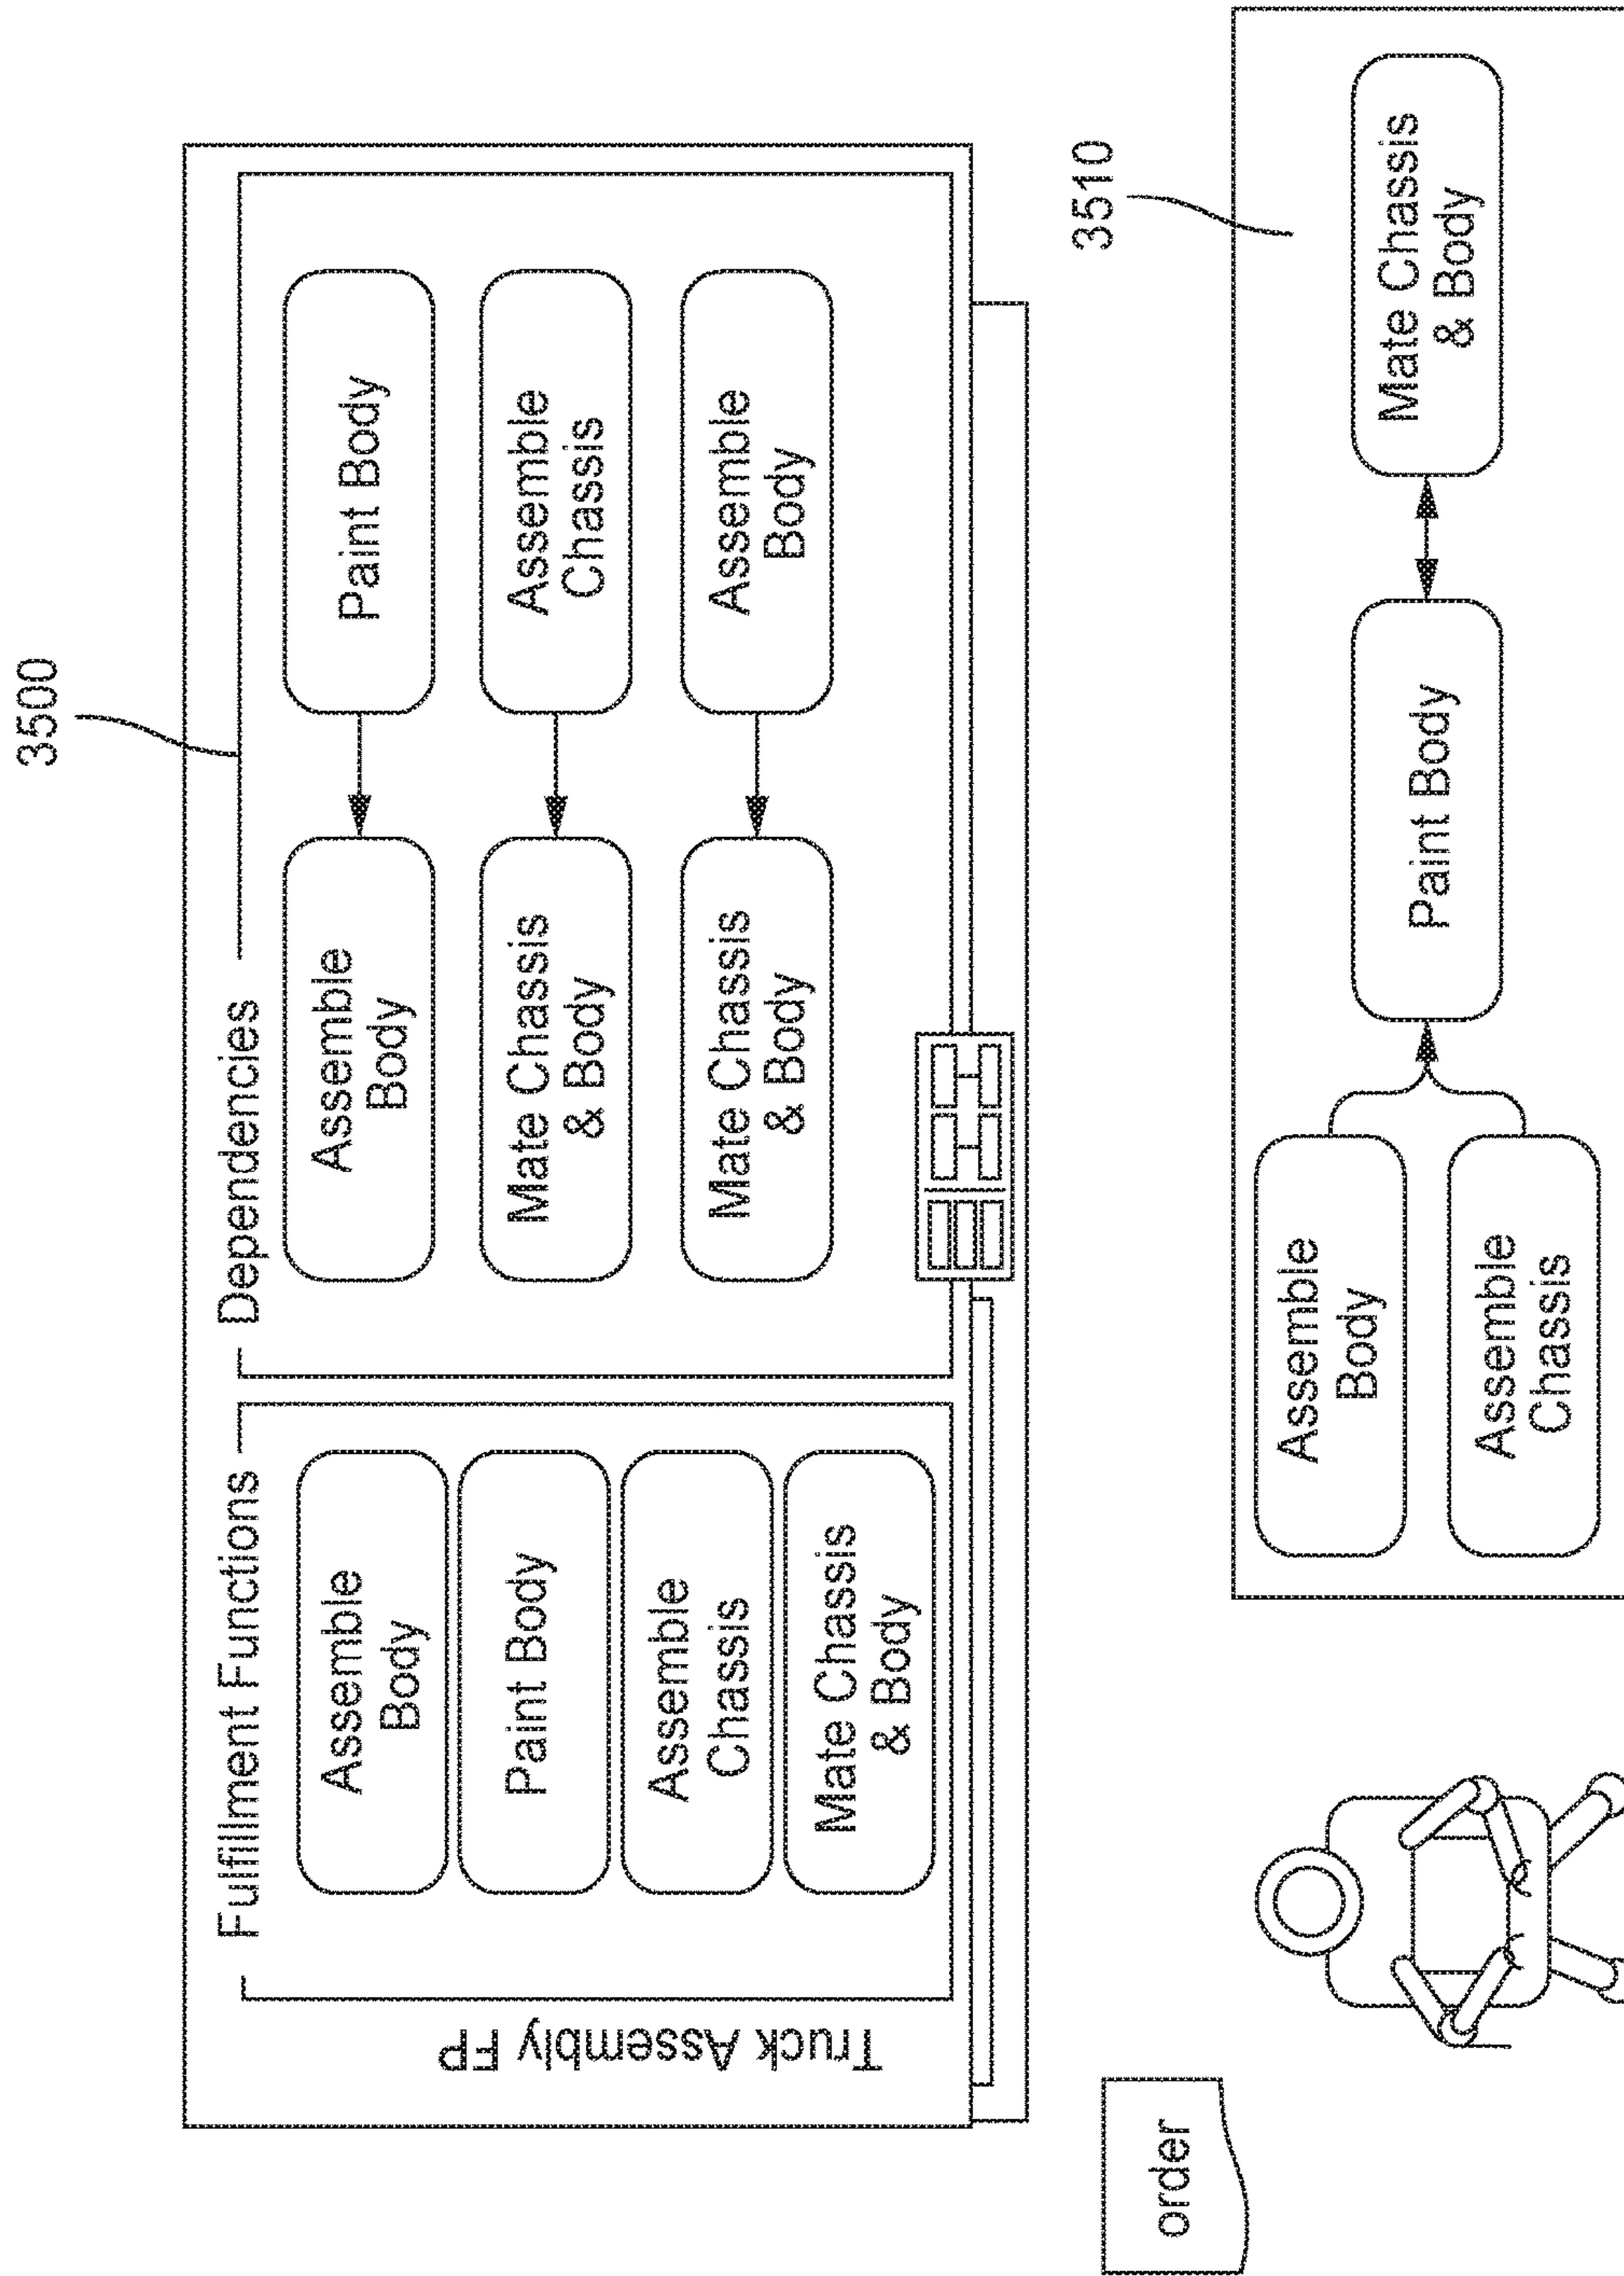 3500
Truck Assembly FP
Fulfillment Functions
Assemble
Body
Paint Body
Assemble
Chassis
Mate Chassis
& Body
Dependencies
Assemble
Body
Paint Body
Mate Chassis
& Body
Assemble
Chassis
Mate Chassis
& Body
Assemble
Body
order
3510
Assemble
Body
Assemble
Chassis
Paint Body
Mate Chassis
& Body